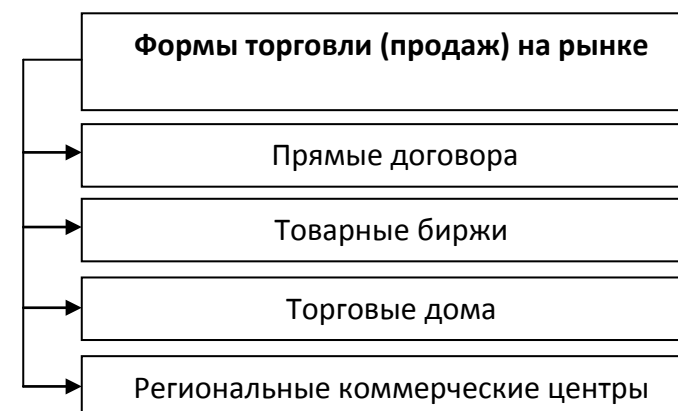 Формы торговли (продаж) на рынке
Прямые договора
Товарные биржи
Торговые дома
Региональные коммерческие центры